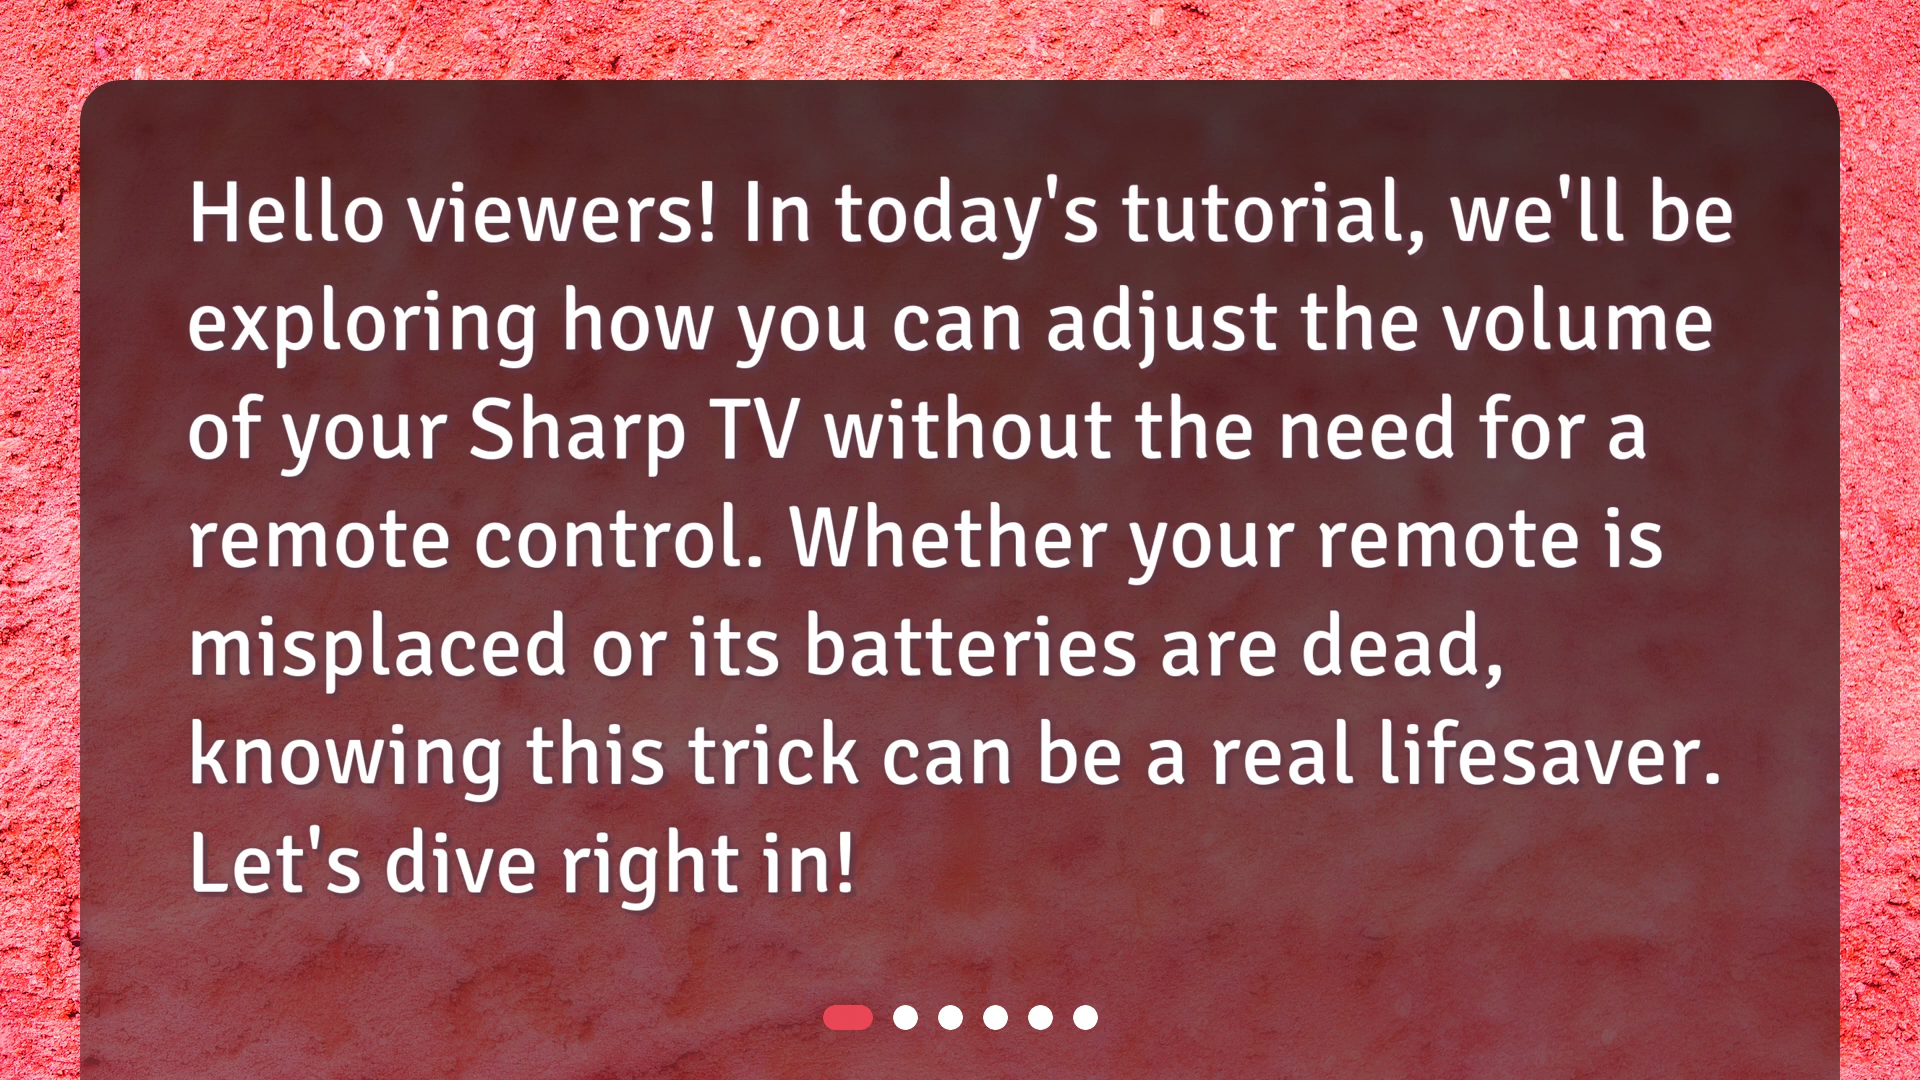 Hello viewers! In today's tutorial, we'll be
exploring how you can adjust the volume
of your Sharp TV without the need for a
remote control. Whether your remote is
misplaced or its batteries are dead,
knowing this trick can be a real lifesaver.
Let's dive right in!